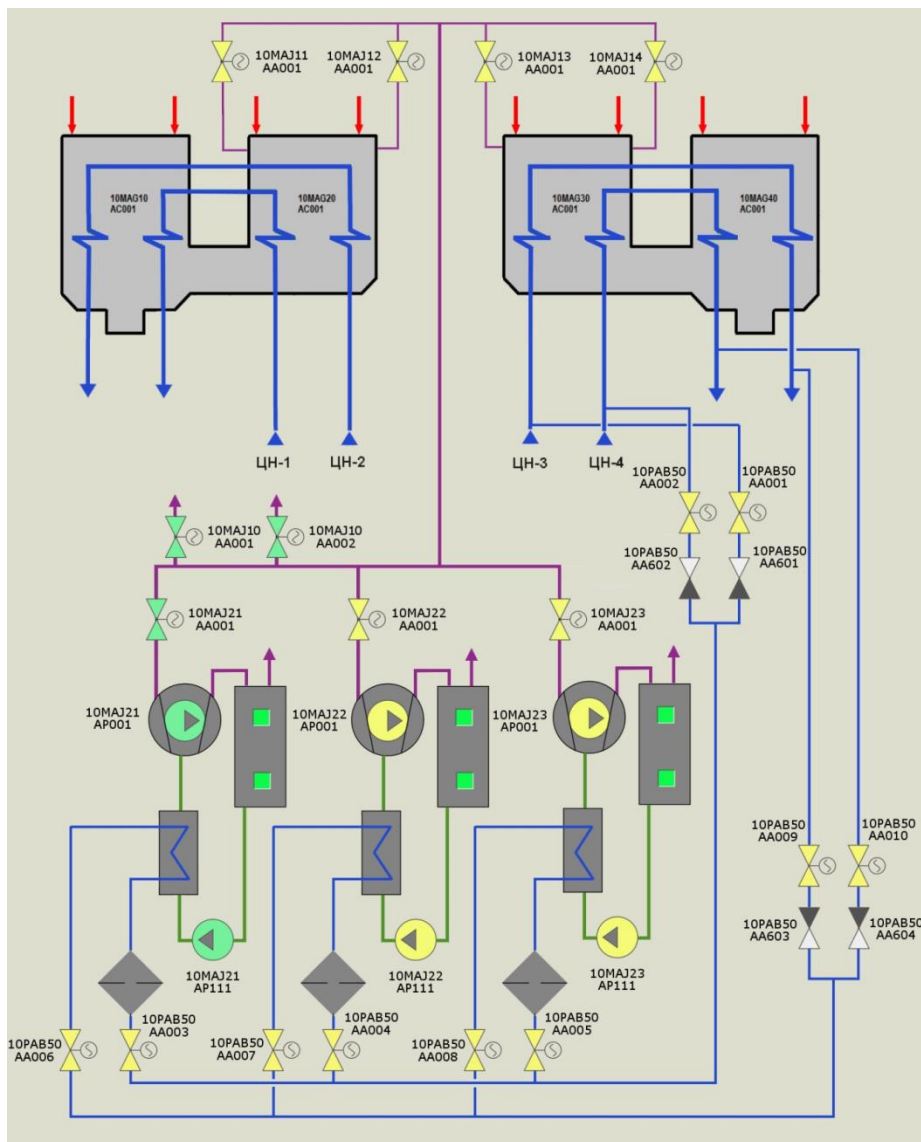 10MAJ11
AA001
10MAJ12
AA001
10MAJ13
AA001
10MAJ14
AA001
10MAG10
AC001
10MAG20
AC001
10MAG30
AC001
10MAG40
AC001
ЦН-1
ЦН-2
ЦН-3
ЦН-4
10PAB50
AA002
10PAB50
AA001
10MAJ10
AA001
10MAJ10
AA002
10PAB50
AA602
10PAB50
AA601
10MAJ21
AA001
10MAJ22
AA001
10MAJ23
AA001
10MAJ21
AP001
10MAJ22
AP001
10MAJ23
AP001
10PAB50
AA009
10PAB50
AA010
10PAB50
AA603
10PAB50
AA604
10MAJ21
AP111
10MAJ22
AP111
10MAJ23
AP111
10PAB50
AA006
10PAB50
AA003
10PAB50
AA007
10PAB50
AA004
10PAB50
AA008
10PAB50
AA005